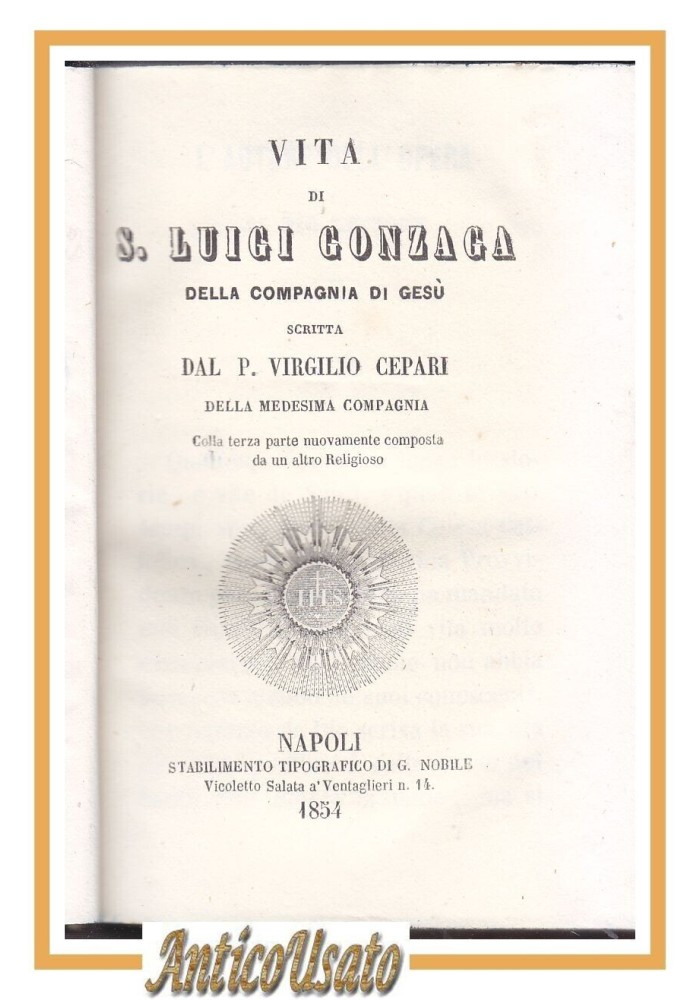 VITA
DI
S. LUIGI GONZAGA
DELLA COMPAGNIA DI GESÙ
SCRITTA
DAL P. VIRGILIO CEPARI
DELLA MEDESIMA COMPAGNIA
Colla terza parte nuovamente composta
da un altro Religioso
IHS
NAPOLI
STABILIMENTO TIPOGRAFICO DI G. NOBILE
Vicoletto Salata a' Ventaglieri n. 14.
1854
AnticoUsato